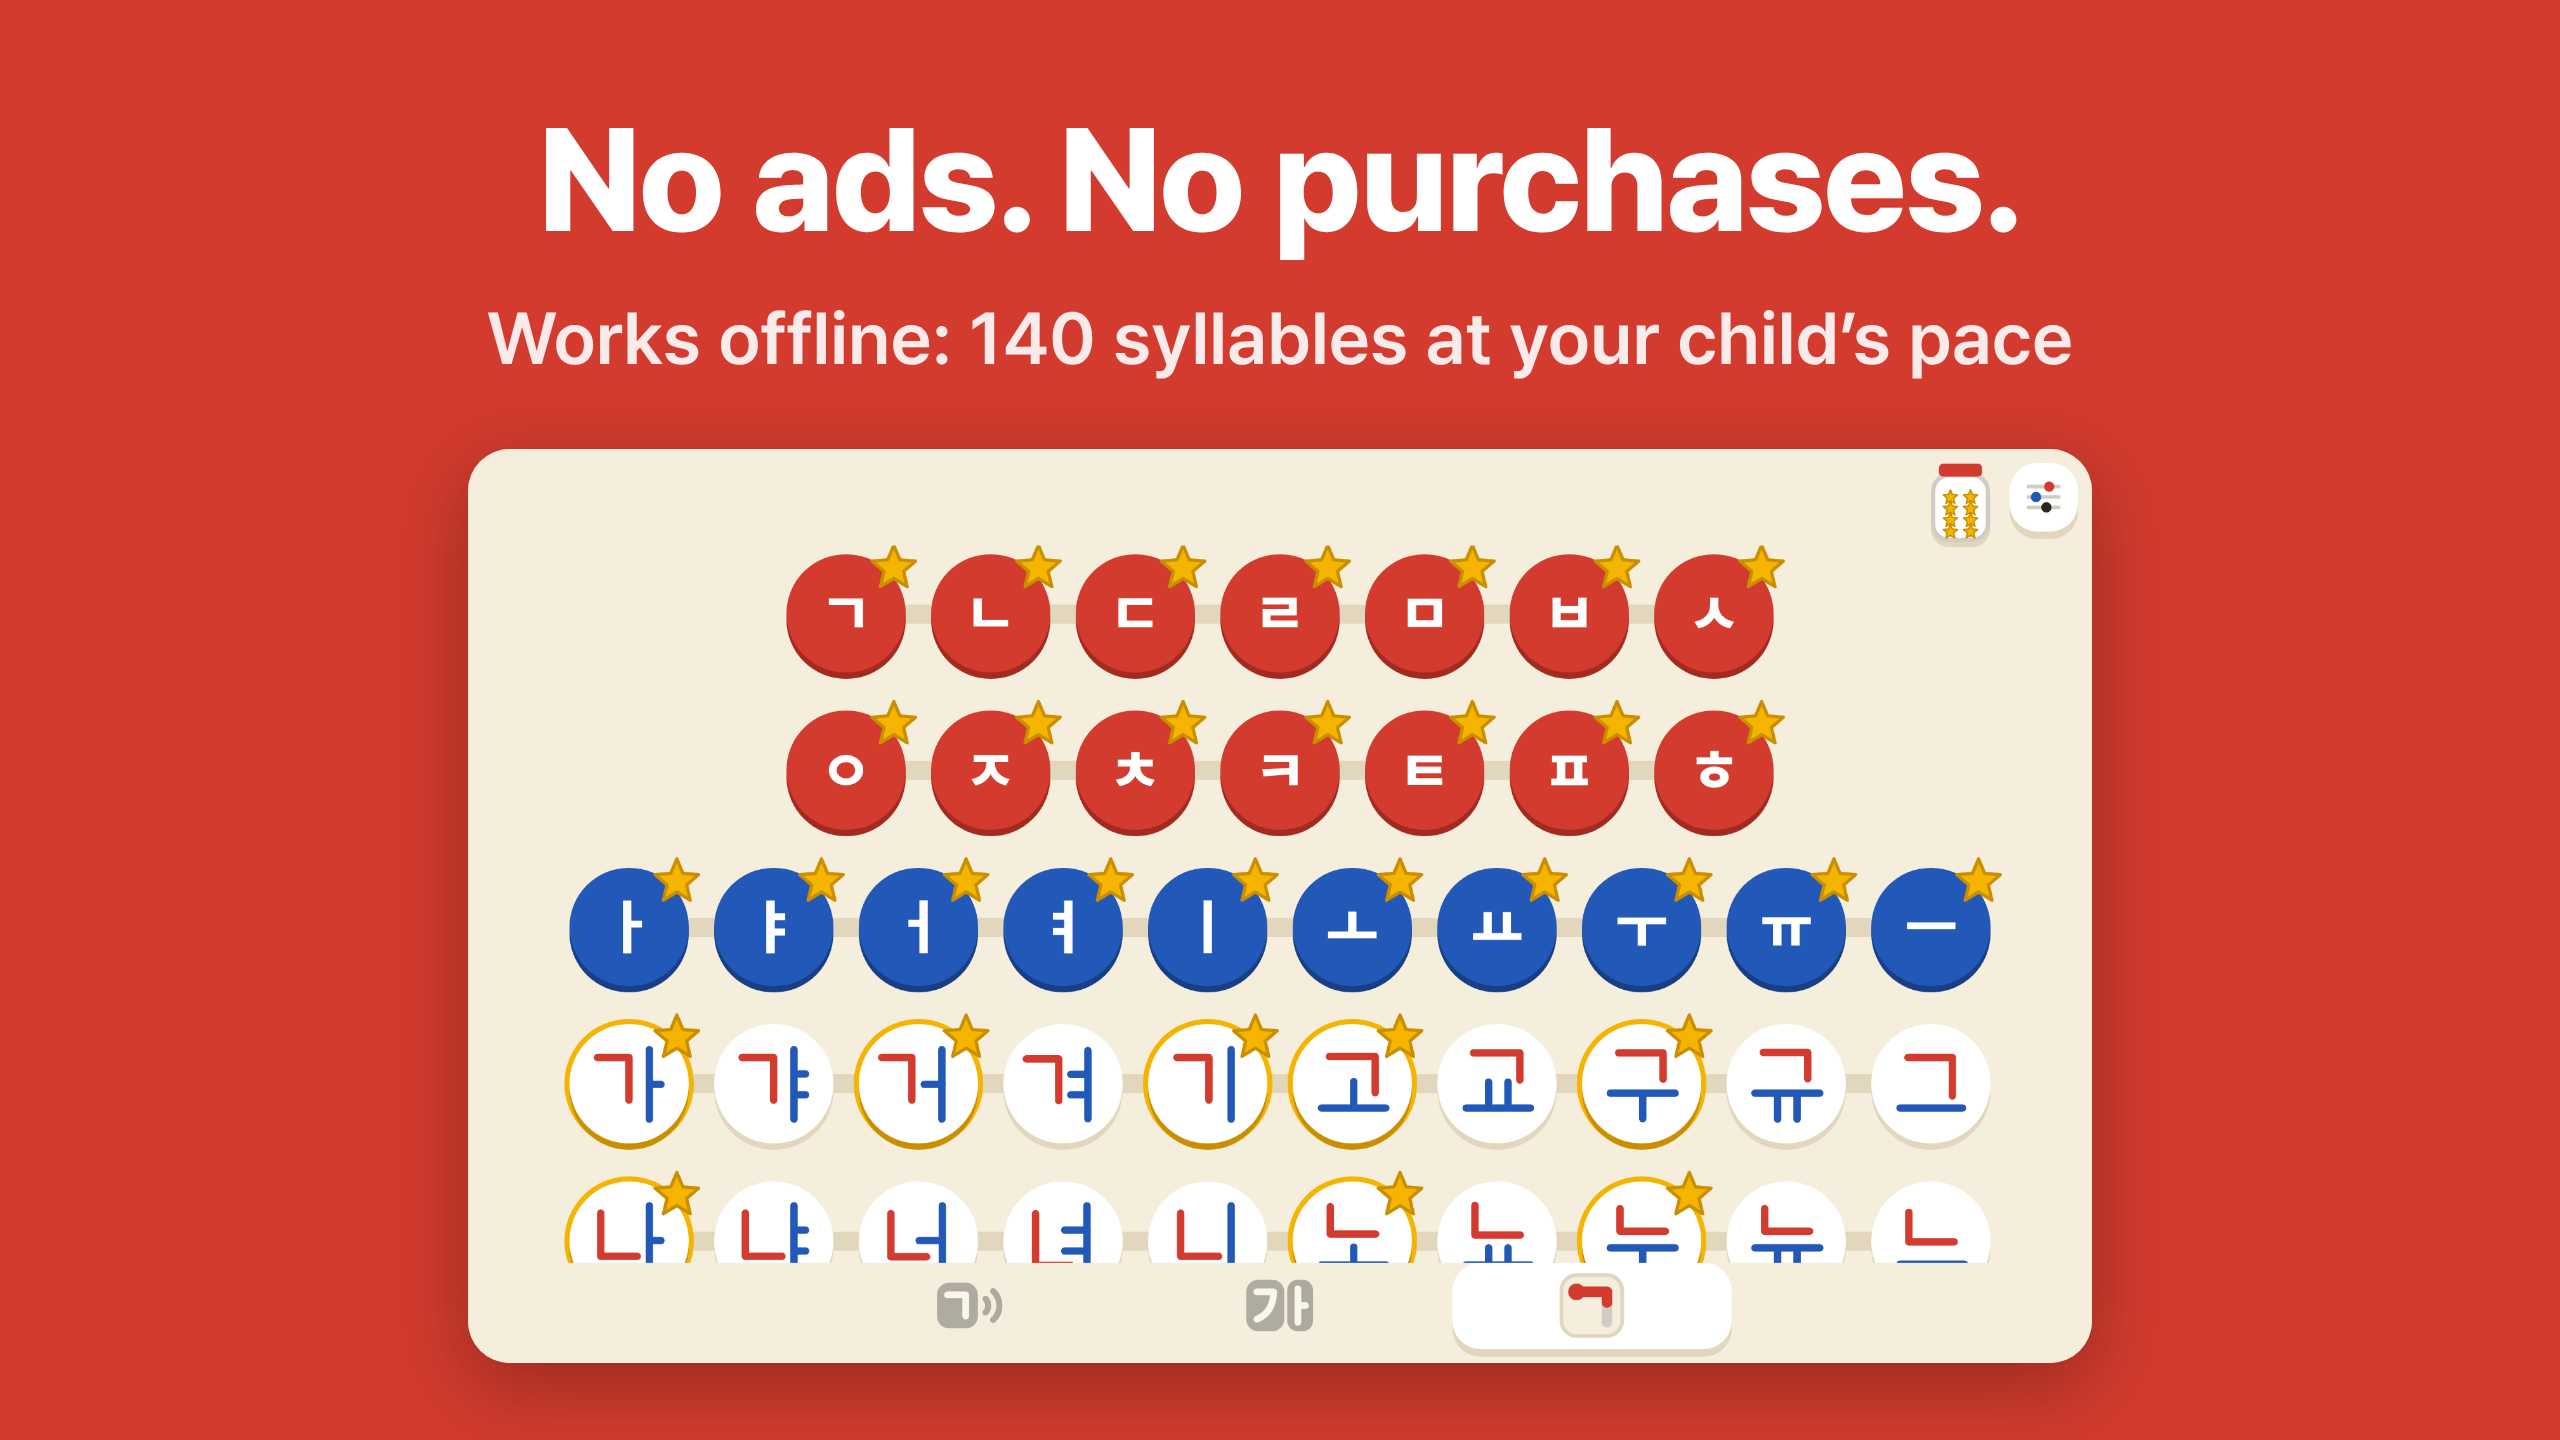 No ads. No purchases.
Works offline: 140 syllables at your child’s pace
ㄱ ㄴ ㄷ ㄹ ㅁ ㅂ ㅅ
ㅇ ㅈ ㅊ ㅋ ㅌ ㅍ ㅎ
ㅏ ㅑ ㅓ ㅕ ㅣ ㅗ ㅛ ㅜ ㅠ ㅡ
가 갸 거 겨 기 고 교 구 규 그
나 냐 너 녀 니 노 뇨 누 뉴 느
ㄱ 가 ㄱ